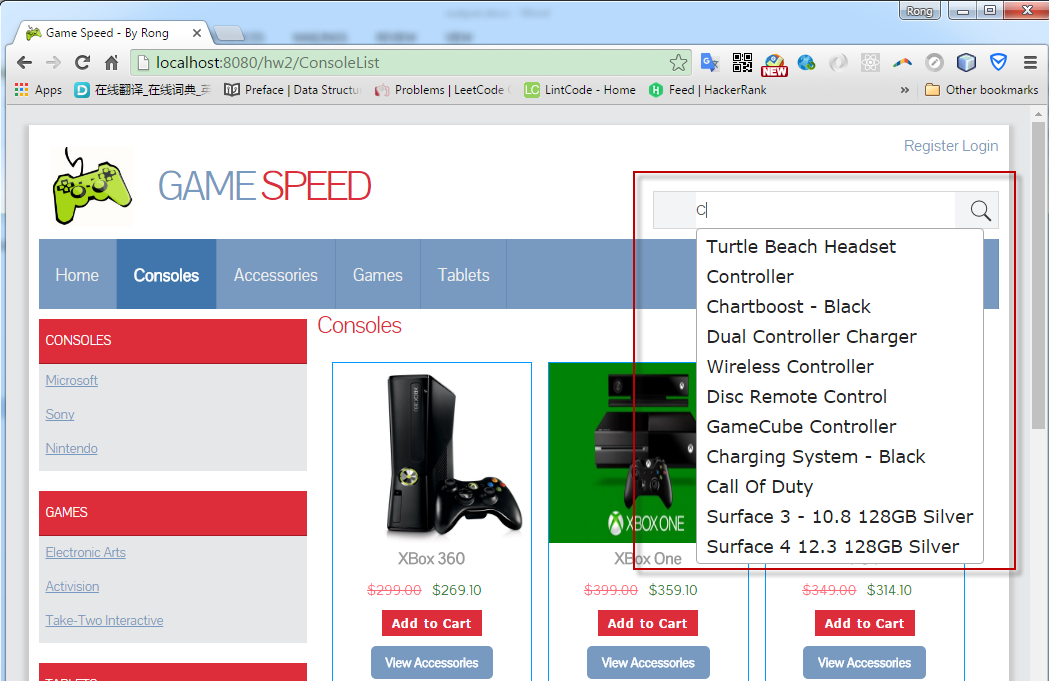 Rong
Game Speed - By Rong
localhost:8080/hw2/ConsoleList
Apps
在线翻译_在线词典_英
Preface | Data Structu
Problems | LeetCode
LintCode - Home
Feed | HackerRank
»
Other bookmarks
NEW
Register Login
GAME SPEED
C
Home
Consoles
Accessories
Games
Tablets
Turtle Beach Headset
Controller
Chartboost - Black
Dual Controller Charger
Wireless Controller
Disc Remote Control
GameCube Controller
Charging System - Black
Call Of Duty
Surface 3 - 10.8 128GB Silver
Surface 4 12.3 128GB Silver
CONSOLES
Microsoft
Sony
Nintendo
GAMES
Electronic Arts
Activision
Take-Two Interactive
Consoles
XBOX 360
XBOX ONE
XBox 360
XBox One
$299.00 $269.10
$399.00 $359.10
$349.00 $314.10
Add to Cart
Add to Cart
Add to Cart
View Accessories
View Accessories
View Accessories